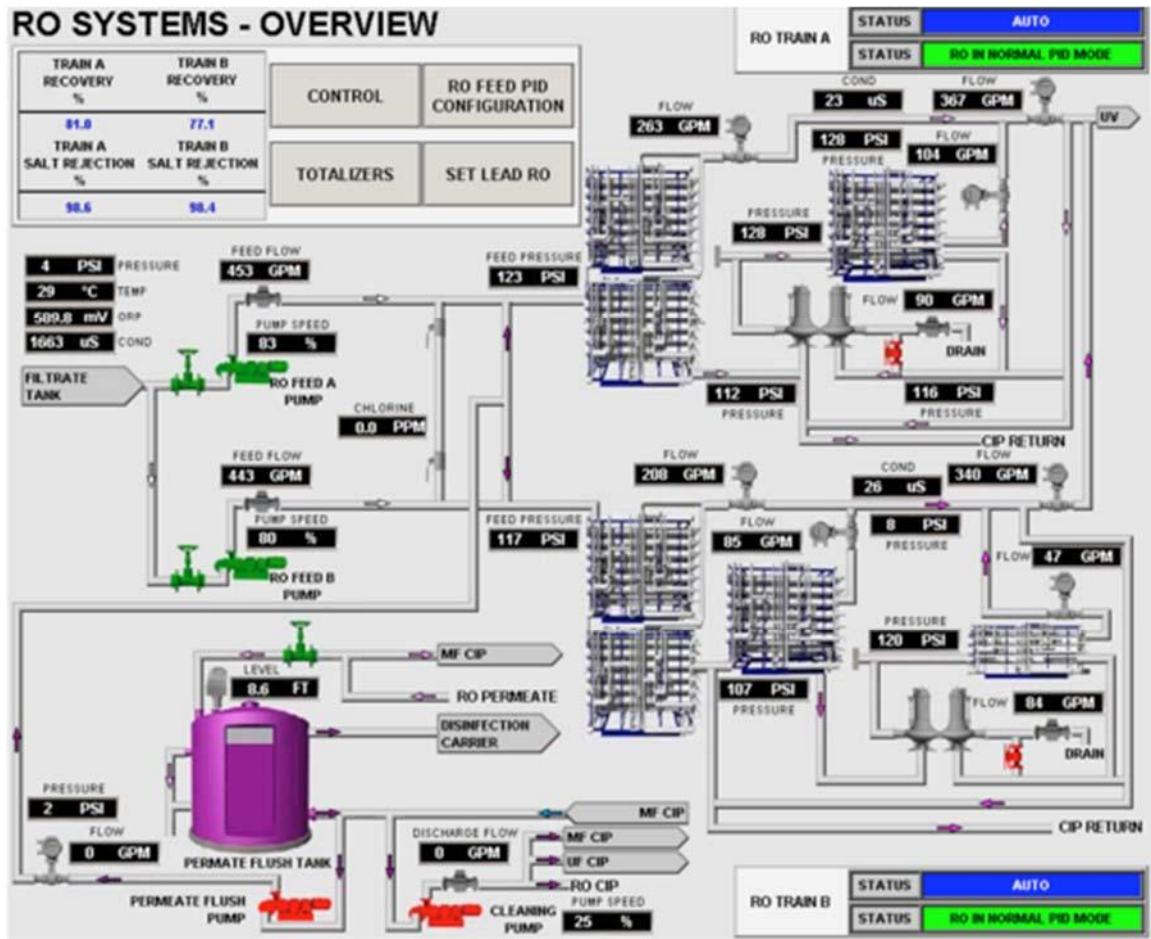 RO SYSTEMS - OVERVIEW
TRAIN A
RECOVERY
%
TRAIN B
RECOVERY
%
81.0
77.1
TRAIN A
SALT REJECTION
%
TRAIN B
SALT REJECTION
%
98.6
98.4
CONTROL
RO FEED PID
CONFIGURATION
TOTALIZERS
SET LEAD RO
RO TRAIN A
STATUS
AUTO
STATUS
RO IN NORMAL PID MODE
COND
23 uS
FLOW
367 GPM
FLOW
263 GPM
UV
128 PSI
PRESSURE
FLOW
104 GPM
PRESSURE
128 PSI
FEED PRESSURE
123 PSI
FLOW
90 GPM
DRAIN
112 PSI
PRESSURE
116 PSI
PRESSURE
CIP RETURN
4 PSI PRESSURE
29 °C TEMP
589.8 mV ORP
1663 uS COND
FILTRATE
TANK
FEED FLOW
453 GPM
PUMP SPEED
83 %
RO FEED A
PUMP
CHLORINE
0.0 PPM
FEED FLOW
443 GPM
PUMP SPEED
80 %
RO FEED B
PUMP
FEED PRESSURE
117 PSI
FLOW
208 GPM
COND
26 uS
FLOW
340 GPM
FLOW
85 GPM
8 PSI
PRESSURE
FLOW
47 GPM
PRESSURE
120 PSI
107 PSI
PRESSURE
FLOW
84 GPM
DRAIN
CIP RETURN
MF CIP
LEVEL
8.6 FT
RO PERMEATE
DISINFECTION
CARRIER
PRESSURE
2 PSI
FLOW
0 GPM
PERMATE FLUSH TANK
PERMATE FLUSH
PUMP
MF CIP
DISCHARGE FLOW
0 GPM
MF CIP
UF CIP
RO CIP
CLEANING
PUMP
PUMP SPEED
25 %
RO TRAIN B
STATUS
AUTO
STATUS
RO IN NORMAL PID MODE